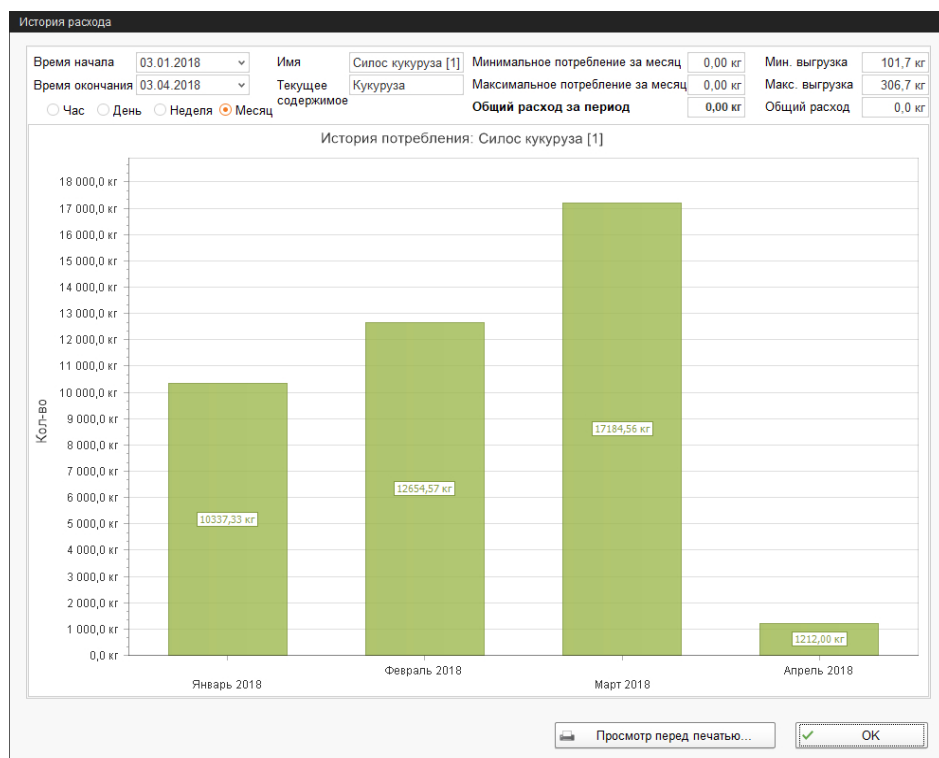 История расхода
Время начала 03.01.2018 Имя Силос кукуруза [1] Минимальное потребление за месяц 0,00 кг Мин. выгрузка 101,7 кг
Время окончания 03.04.2018 Текущее содержимое Кукуруза Максимальное потребление за месяц 0,00 кг Макс. выгрузка 306,7 кг
Час День Неделя Месяц Общий расход за период 0,00 кг Общий расход 0,0 кг
История потребления: Силос кукуруза [1]
18 000,0 кг
17 000,0 кг
16 000,0 кг
15 000,0 кг
14 000,0 кг
13 000,0 кг
12 000,0 кг
11 000,0 кг
10 000,0 кг
9 000,0 кг
8 000,0 кг
7 000,0 кг
6 000,0 кг
5 000,0 кг
4 000,0 кг
3 000,0 кг
2 000,0 кг
1 000,0 кг
0,0 кг
Кол-во
10337,33 кг
12654,57 кг
17184,56 кг
1212,00 кг
Январь 2018
Февраль 2018
Март 2018
Апрель 2018
Просмотр перед печатью...
OK